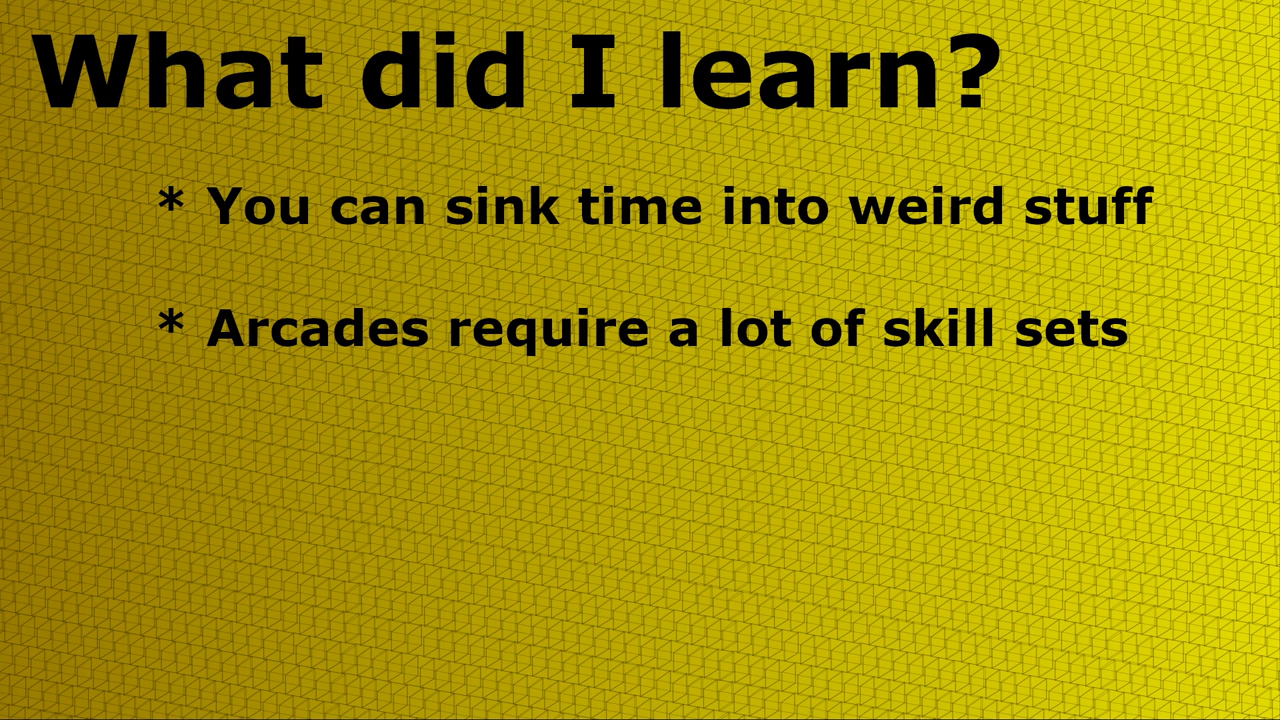 What did I learn?
* You can sink time into weird stuff
* Arcades require a lot of skill sets